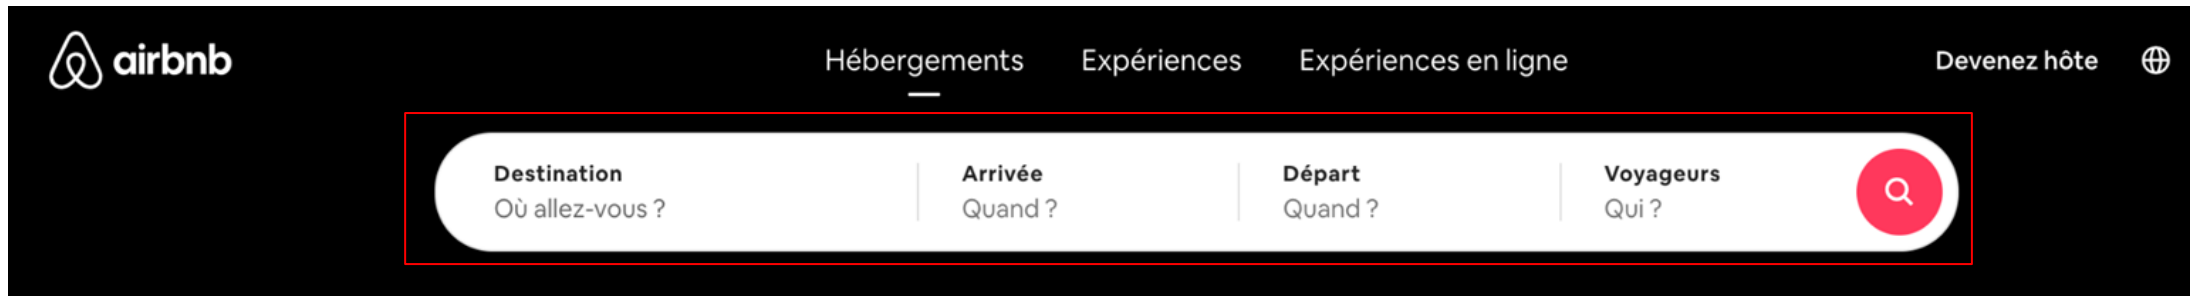 airbnb
Hébergements Expériences Expériences en ligne
Devenez hôte
Destination Arrivée Départ Voyageurs
Où allez-vous ? Quand ? Quand ? Qui ?